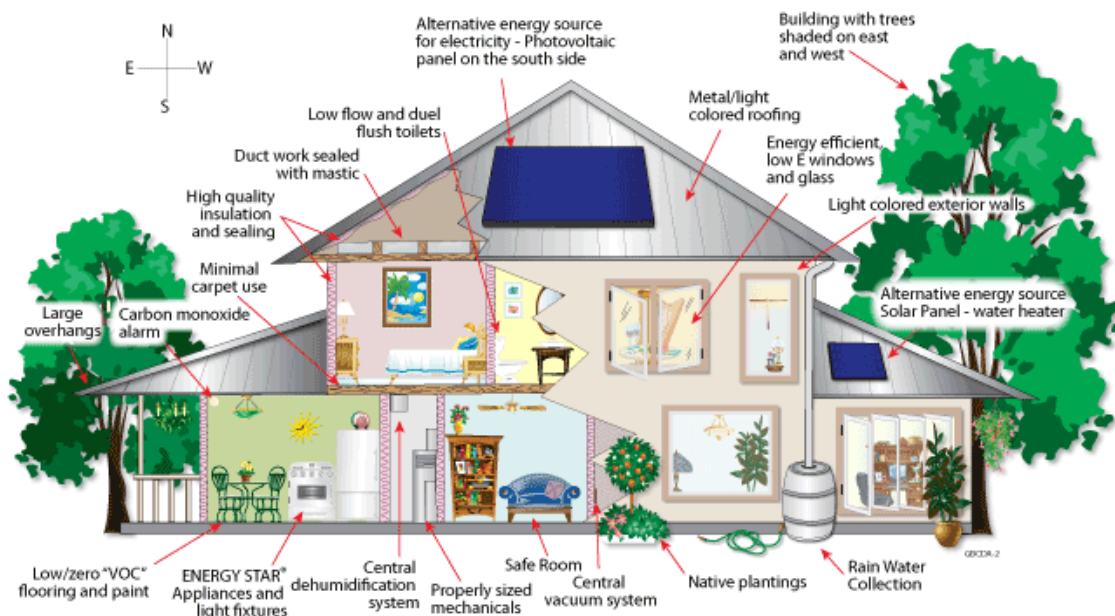 N
E
W
S
Alternative energy source
for electricity - Photovoltaic
panel on the south side
Building with trees
shaded on east
and west
Low flow and duel
flush toilets
Metal/light
colored roofing
Duct work sealed
with mastic
Energy efficient,
low E windows
and glass
High quality
insulation
and sealing
Light colored exterior walls
Minimal
carpet use
Large
overhangs
Carbon monoxide
alarm
Alternative energy source
Solar Panel - water heater
GBCDR-2
Low/zero "VOC"
flooring and paint
ENERGY STAR®
Appliances and
light fixtures
Central
dehumidification
system
Properly sized
mechanicals
Safe Room
Central
vacuum system
Native plantings
Rain Water
Collection